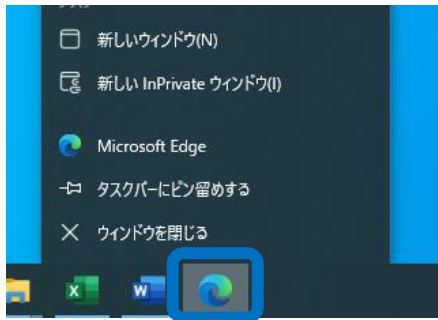 新しいウィンドウ(N)
新しい InPrivate ウィンドウ(I)
Microsoft Edge
タスクバーにピン留めする
ウィンドウを閉じる
X
W